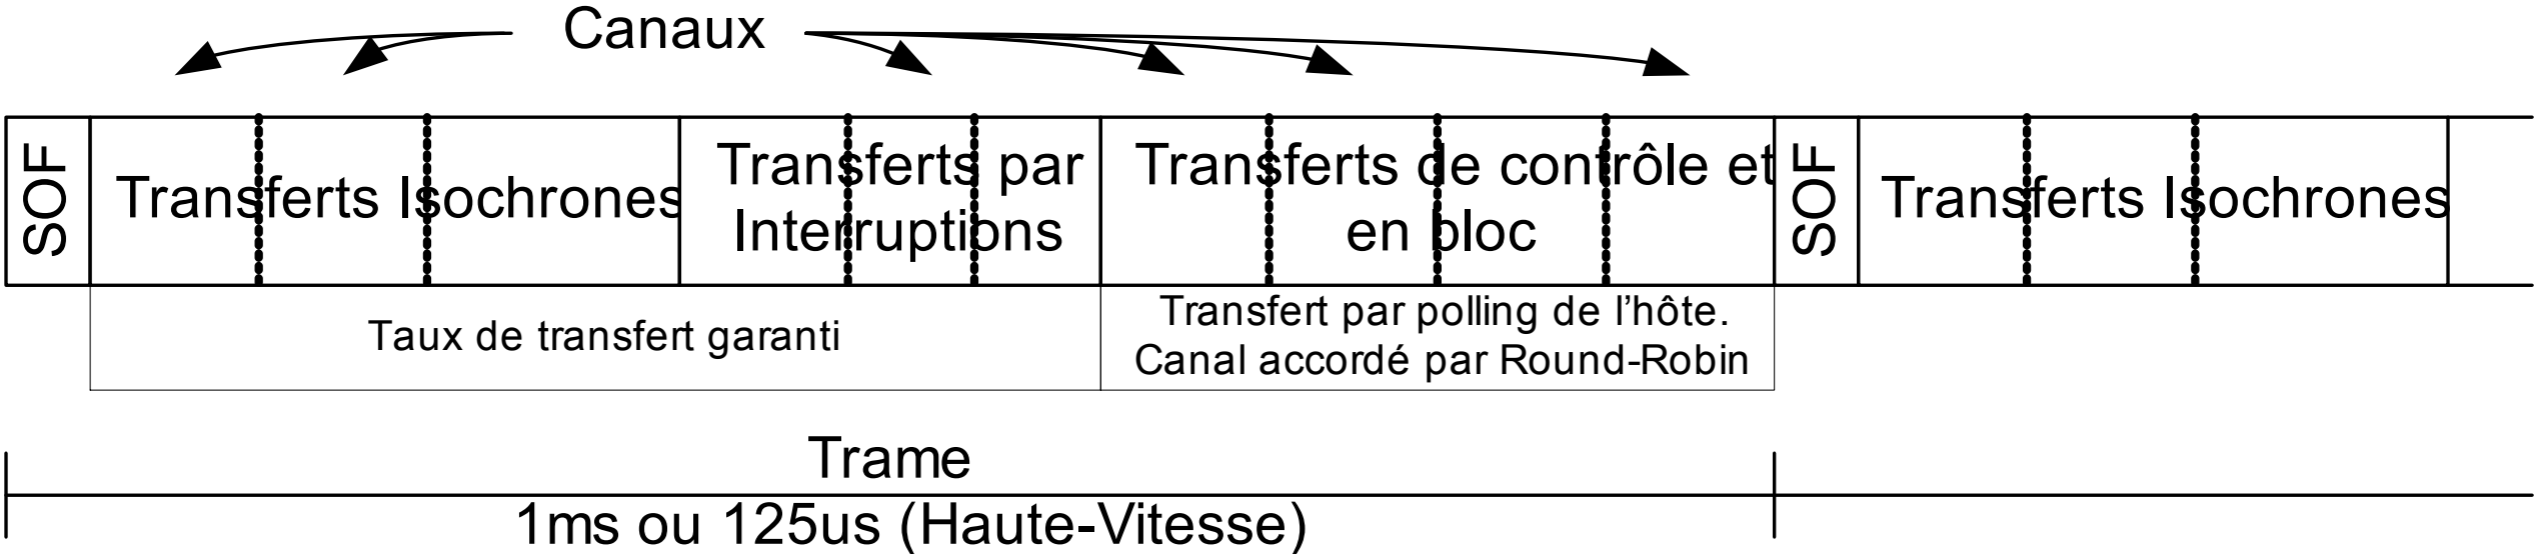 Canaux
SOF
Transferts Isochrones
Transferts par
Interruptions
Transferts de contrôle et
en bloc
SOF
Transferts Isochrones
Taux de transfert garanti
Transfert par polling de l'hôte.
Canal accordé par Round-Robin
Trame
1ms ou 125us (Haute-Vitesse)